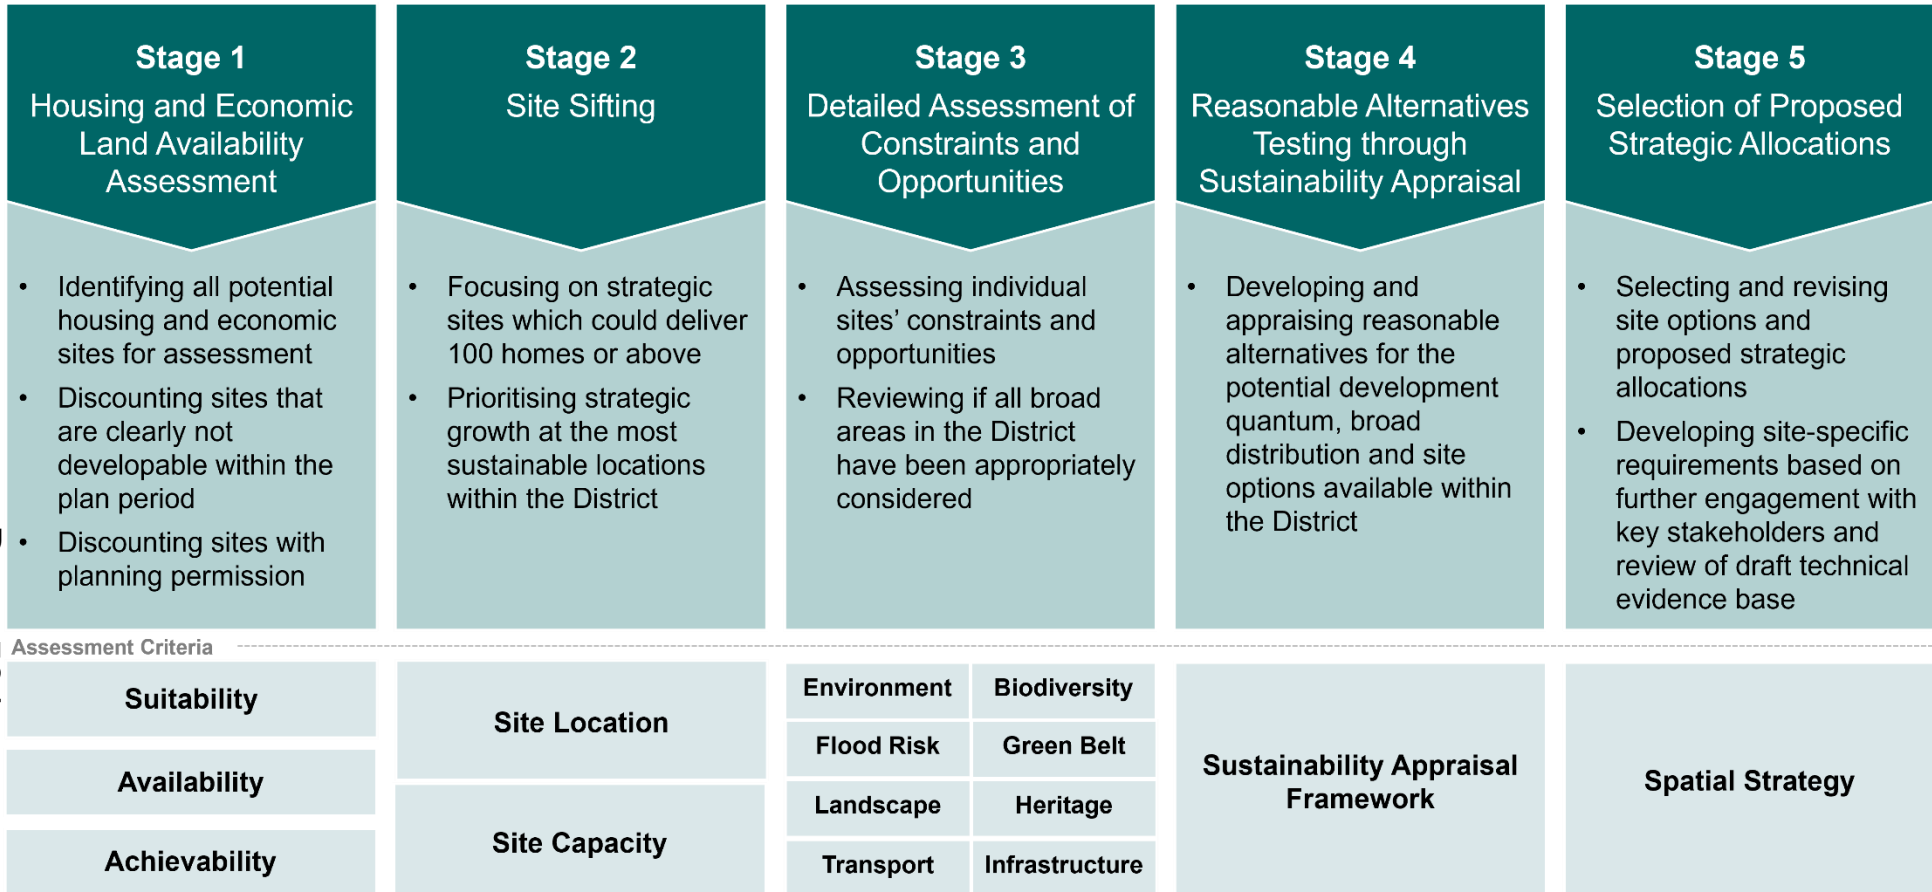 Stage 1
Housing and Economic
Land Availability
Assessment
• Identifying all potential
housing and economic
sites for assessment
• Discounting sites that
are clearly not
developable within the
plan period
• Discounting sites with
planning permission
Stage 2
Site Sifting
• Focusing on strategic
sites which could deliver
100 homes or above
• Prioritising strategic
growth at the most
sustainable locations
within the District
Stage 3
Detailed Assessment of
Constraints and
Opportunities
• Assessing individual
sites’ constraints and
opportunities
• Reviewing if all broad
areas in the District
have been appropriately
considered
Stage 4
Reasonable Alternatives
Testing through
Sustainability Appraisal
• Developing and
appraising reasonable
alternatives for the
potential development
quantum, broad
distribution and site
options available within
the District
Stage 5
Selection of Proposed
Strategic Allocations
• Selecting and revising
site options and
proposed strategic
allocations
• Developing site-specific
requirements based on
further engagement with
key stakeholders and
review of draft technical
evidence base
Assessment Criteria
Suitability
Availability
Achievability
Site Location
Site Capacity
Environment
Biodiversity
Flood Risk
Green Belt
Landscape
Heritage
Transport
Infrastructure
Sustainability Appraisal
Framework
Spatial Strategy